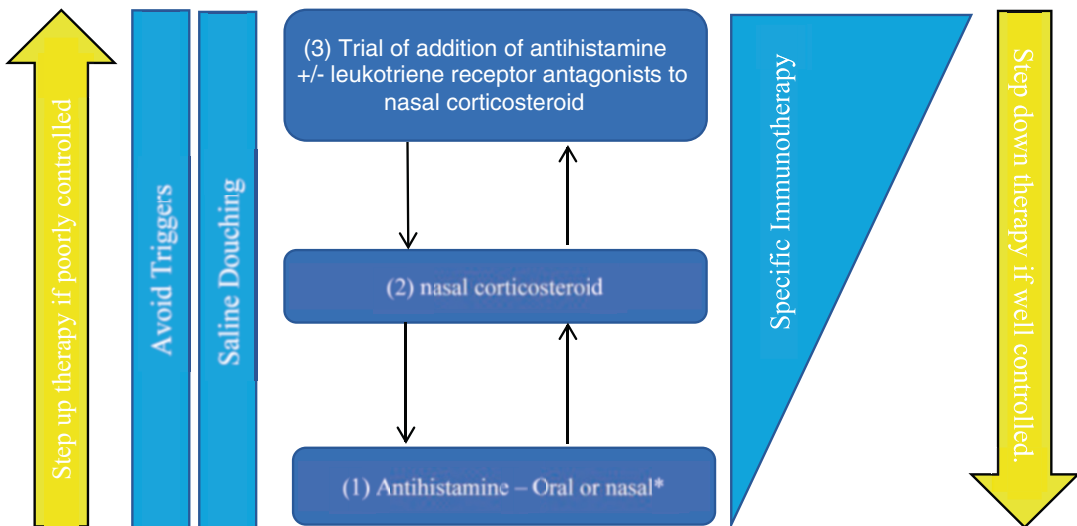 Step up therapy if poorly controlled
Avoid Triggers
Saline Douching
(3) Trial of addition of antihistamine
+/- leukotriene receptor antagonists to
nasal corticosteroid
(2) nasal corticosteroid
(1) Antihistamine – Oral or nasal*
Specific Immunotherapy
Step down therapy if well controlled.